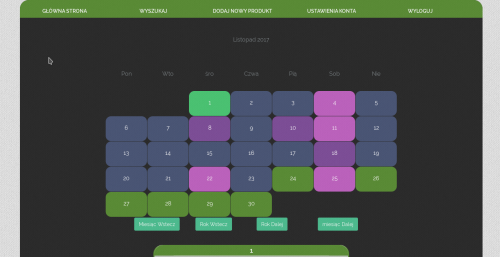 GŁÓWNA STRONA WYSZUKAJ DODAJ NOWY PRODUKT USTAWIENIA KONTA WYLOGUJ
Listopad 2017
Pon Wto Śro Czwa Pią Sob Nie
1 2 3 4 5
6 7 8 9 10 11 12
13 14 15 16 17 18 19
20 21 22 23 24 25 26
27 28 29 30
Miesiąc Wstecz Rok Wstecz Rok Dalej miesiąc Dalej
1